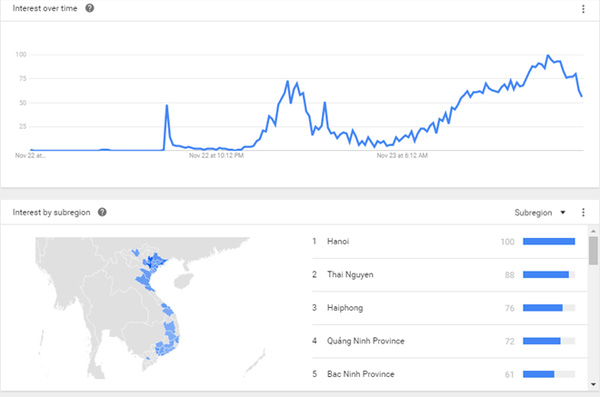 Interest over time
100
75
50
25
Nov 22 at...
Nov 22 at 10:12 PM
Nov 23 at 6:12 AM
Interest by subregion
Subregion
1 Hanoi 100
2 Thai Nguyen 88
3 Haiphong 76
4 Quảng Ninh Province 72
5 Bac Ninh Province 61